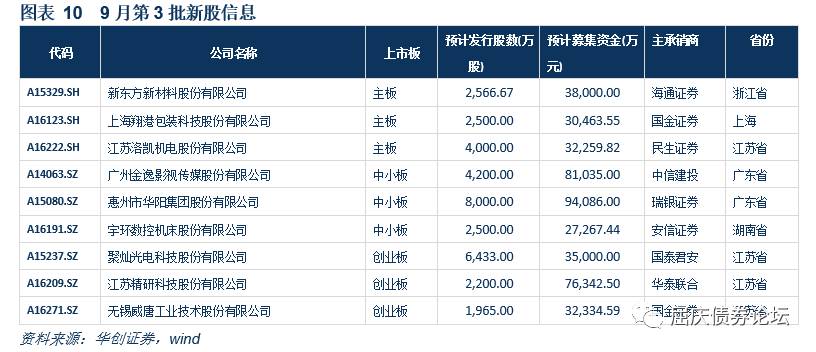 图表 10 9 月第 3 批新股信息
代码 公司名称 上市板 预计发行股数(万股) 预计募集资金(万元) 主承销商 省份
A15329.SH 新东方新材料股份有限公司 主板 2,566.67 38,000.00 海通证券 浙江省
A16123.SH 上海翔港包装科技股份有限公司 主板 2,500.00 30,463.55 国金证券 上海
A16222.SH 江苏洛凯机电股份有限公司 主板 4,000.00 32,259.82 民生证券 江苏省
A14063.SZ 广州金逸影视传媒股份有限公司 中小板 4,200.00 81,035.00 中信建投 广东省
A15080.SZ 惠州市华阳集团股份有限公司 中小板 8,000.00 94,086.00 瑞银证券 广东省
A16191.SZ 宇环数控机床股份有限公司 中小板 2,500.00 27,267.44 安信证券 湖南省
A15237.SZ 聚灿光电科技股份有限公司 创业板 6,433.00 35,000.00 国泰君安 江苏省
A16209.SZ 江苏精研科技股份有限公司 创业板 2,200.00 76,342.50 华泰联合 江苏省
A16271.SZ 无锡威唐工业技术股份有限公司 创业板 1,965.00 32,334.59 国金证券 江苏省
屈庆债券论坛
资料来源：华创证券，wind